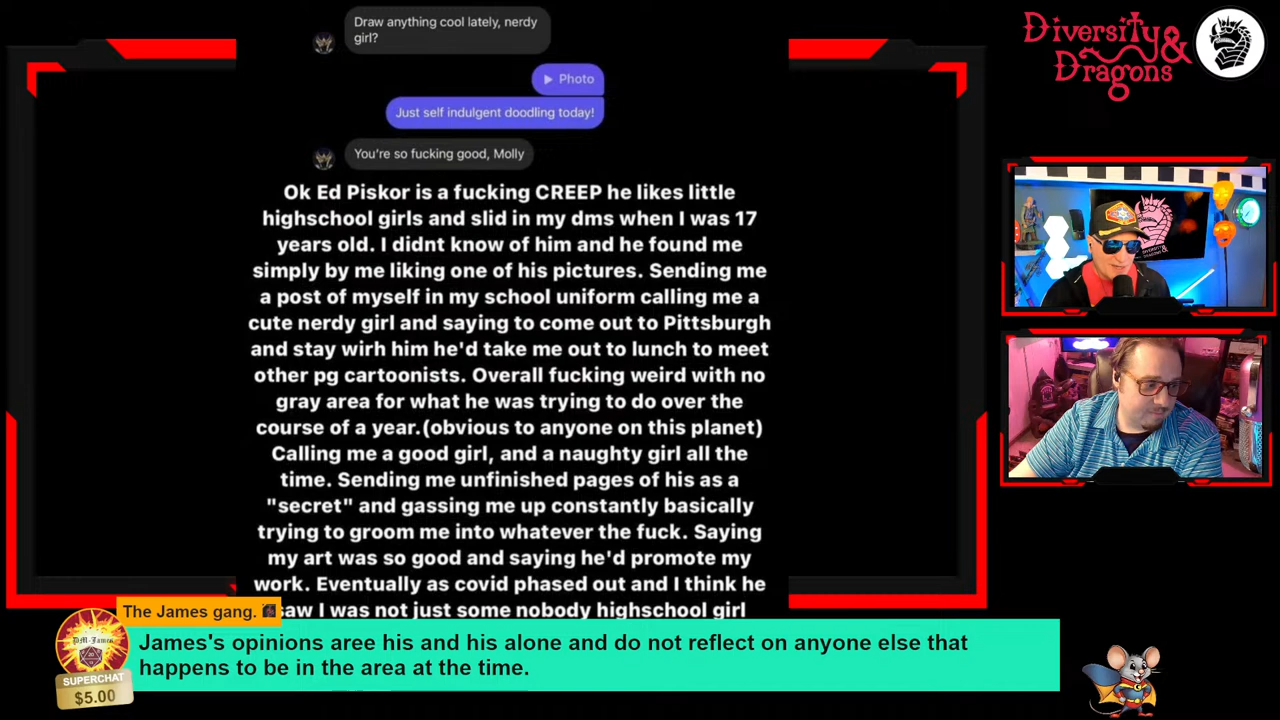 Draw anything cool lately, nerdy
girl?
Photo
Just self indulgent doodling today!
You're so fucking good, Molly
Ok Ed Piskor is a fucking CREEP he likes little
highschool girls and slid in my dms when I was 17
years old. I didnt know of him and he found me
simply by me liking one of his pictures. Sending me
a post of myself in my school uniform calling me a
cute nerdy girl and saying to come out to Pittsburgh
and stay wirh him he'd take me out to lunch to meet
other pg cartoonists. Overall fucking weird with no
gray area for what he was trying to do over the
course of a year.(obvious to anyone on this planet)
Calling me a good girl, and a naughty girl all the
time. Sending me unfinished pages of his as a
"secret" and gassing me up constantly basically
trying to groom me into whatever the fuck. Saying
my art was so good and saying he'd promote my
work. Eventually as covid phased out and I think he
saw I was not just some nobody highschool girl
Diversity &
Dragons
The James gang.
James's opinions aree his and his alone and do not reflect on anyone else that
happens to be in the area at the time.
DM-James
SUPERCHAT
$5.00